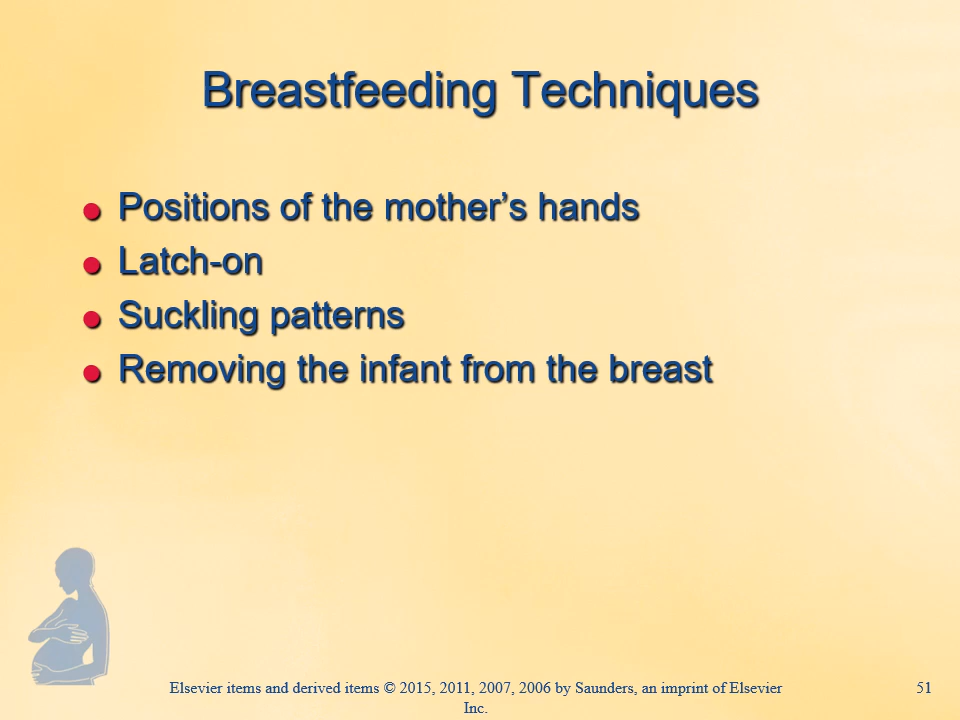 Breastfeeding Techniques
Positions of the mother’s hands
Latch-on
Suckling patterns
Removing the infant from the breast
Elsevier items and derived items © 2015, 2011, 2007, 2006 by Saunders, an imprint of Elsevier
Inc.
51